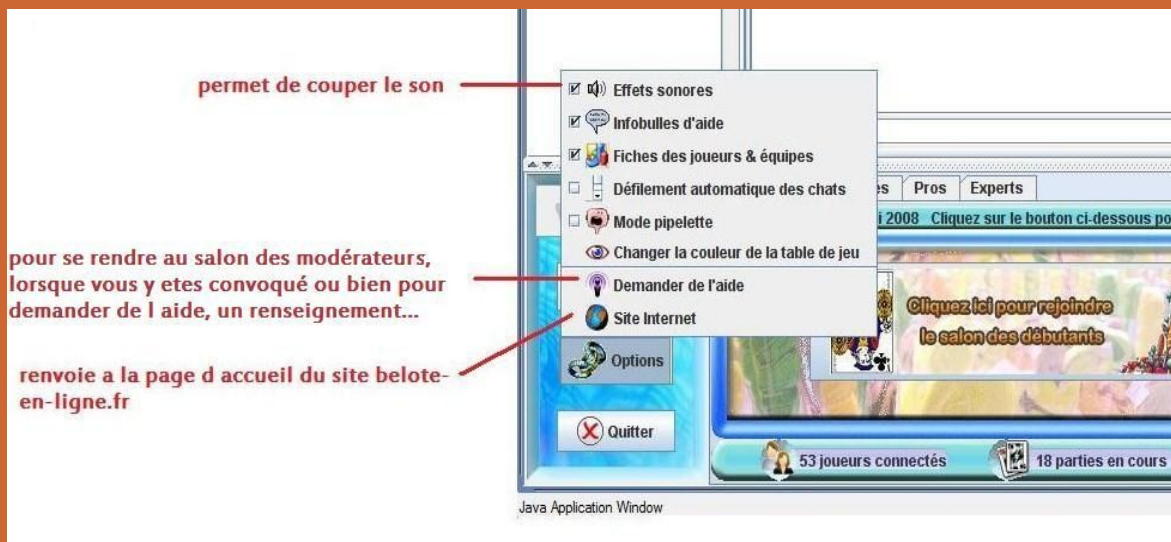 permet de couper le son
Effets sonores
Infobulles d'aide
Fiches des joueurs & équipes
Défilement automatique des chats
Mode pipelette
Changer la couleur de la table de jeu
pour se rendre au salon des modérateurs,
lorsque vous y etes convoqué ou bien pour
demander de l aide, un renseignement...
Demander de l'aide
Site Internet
renvoie a la page d accueil du site belote-
en-ligne.fr
Options
Quitter
Pros Experts
2008 Cliquez sur le bouton ci-dessous
Cliquez ici pour rejoindre
le salon des débutants
53 joueurs connectés
18 parties en cours
Java Application Window